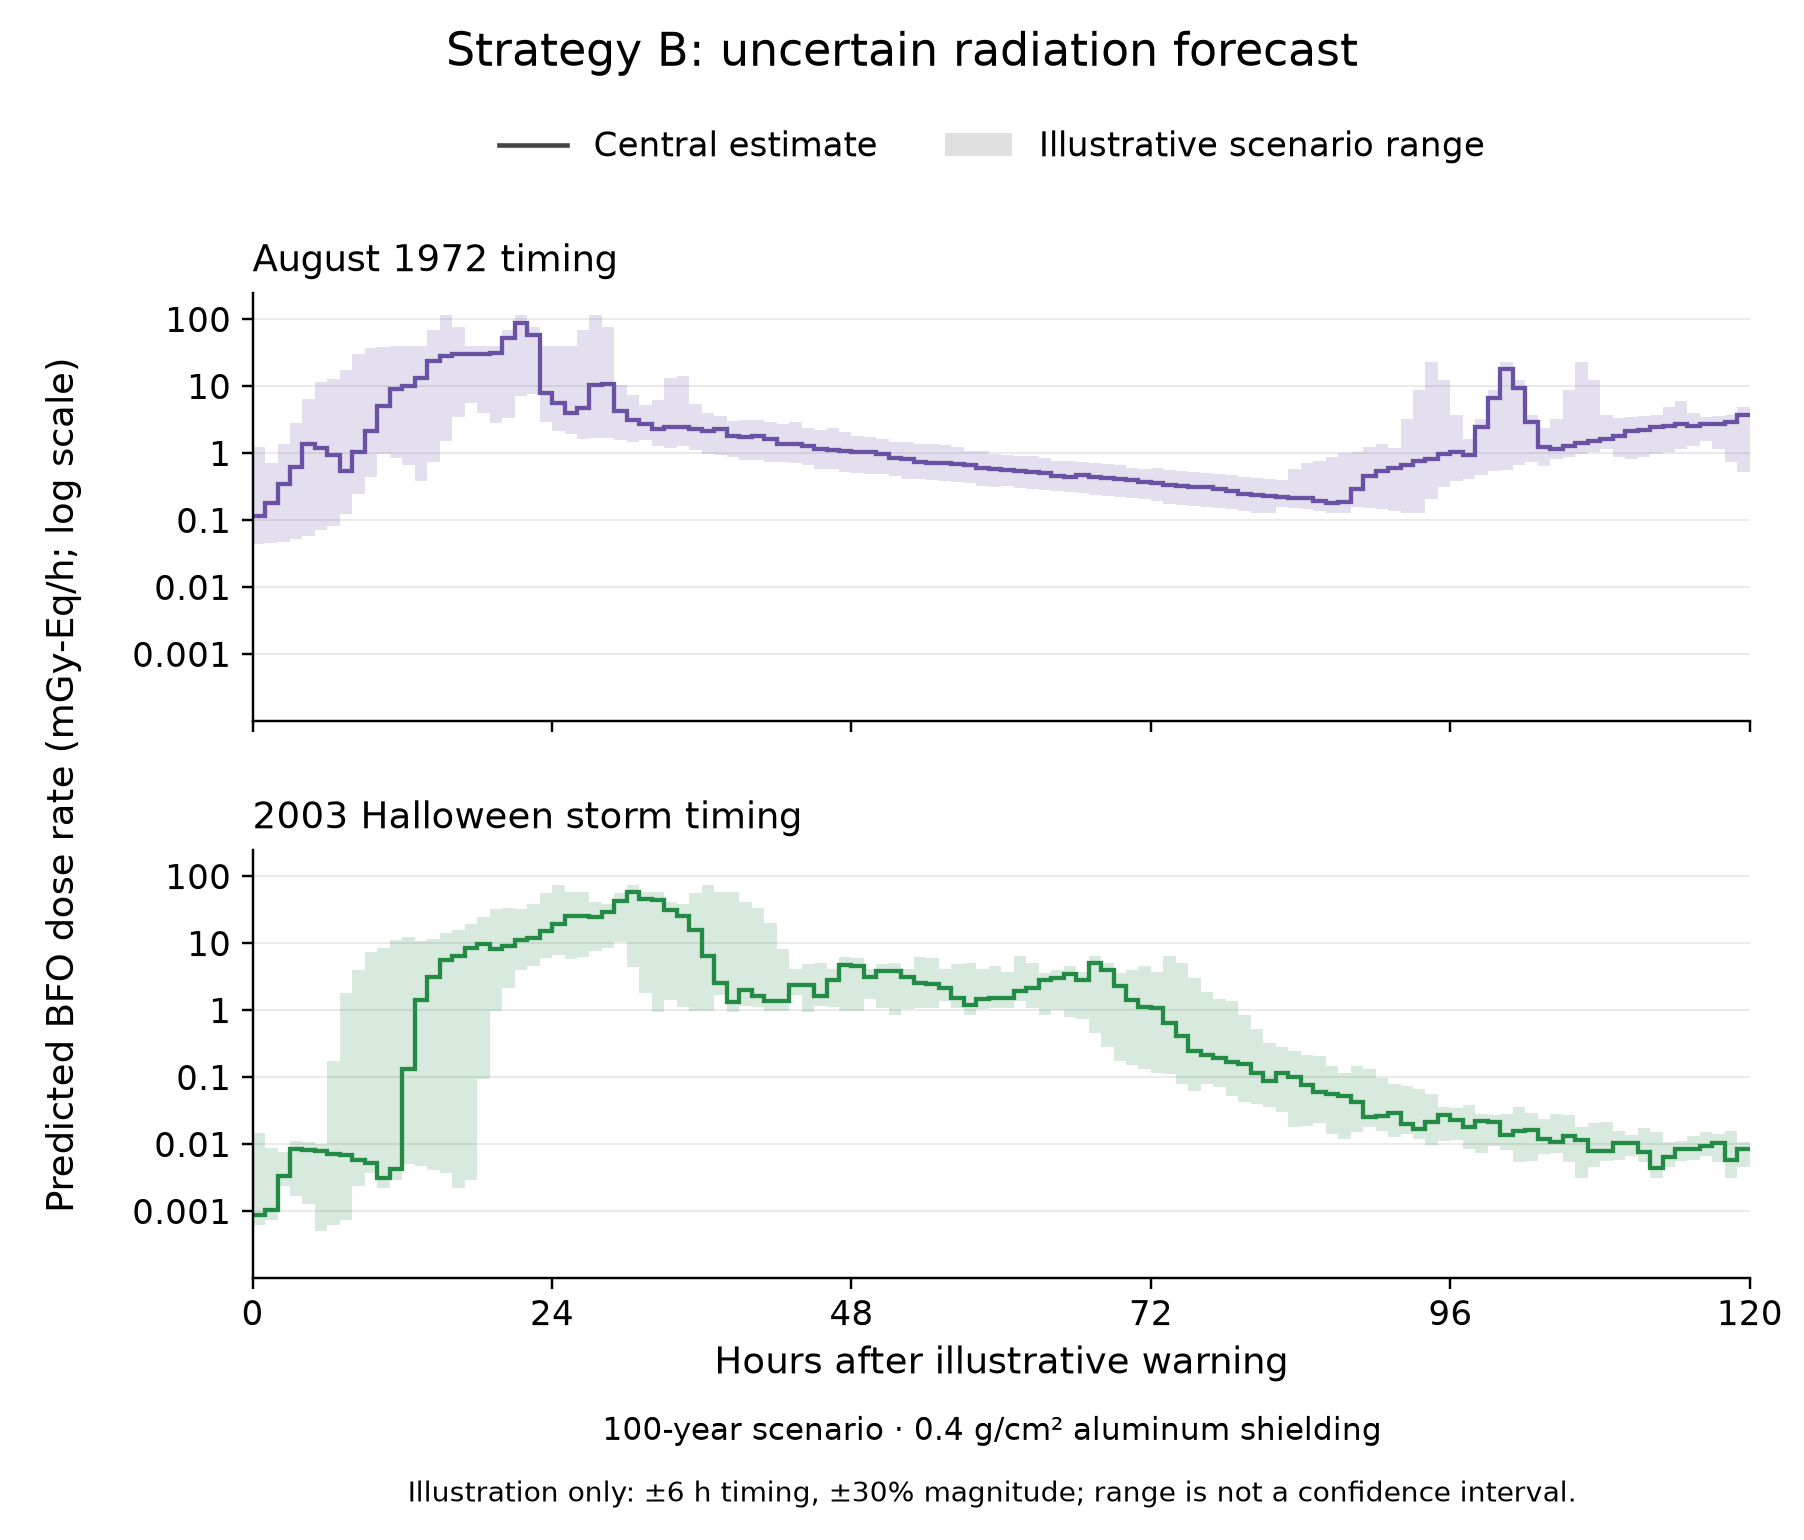 Strategy B: uncertain radiation forecast
Central estimate
Illustrative scenario range
August 1972 timing
100
10
1
0.1
0.01
0.001
Predicted BFO dose rate (mGy-Eq/h; log scale)
2003 Halloween storm timing
100
10
1
0.1
0.01
0.001
0 24 48 72 96 120
Hours after illustrative warning
100-year scenario · 0.4 g/cm² aluminum shielding
Illustration only: ±6 h timing, ±30% magnitude; range is not a confidence interval.